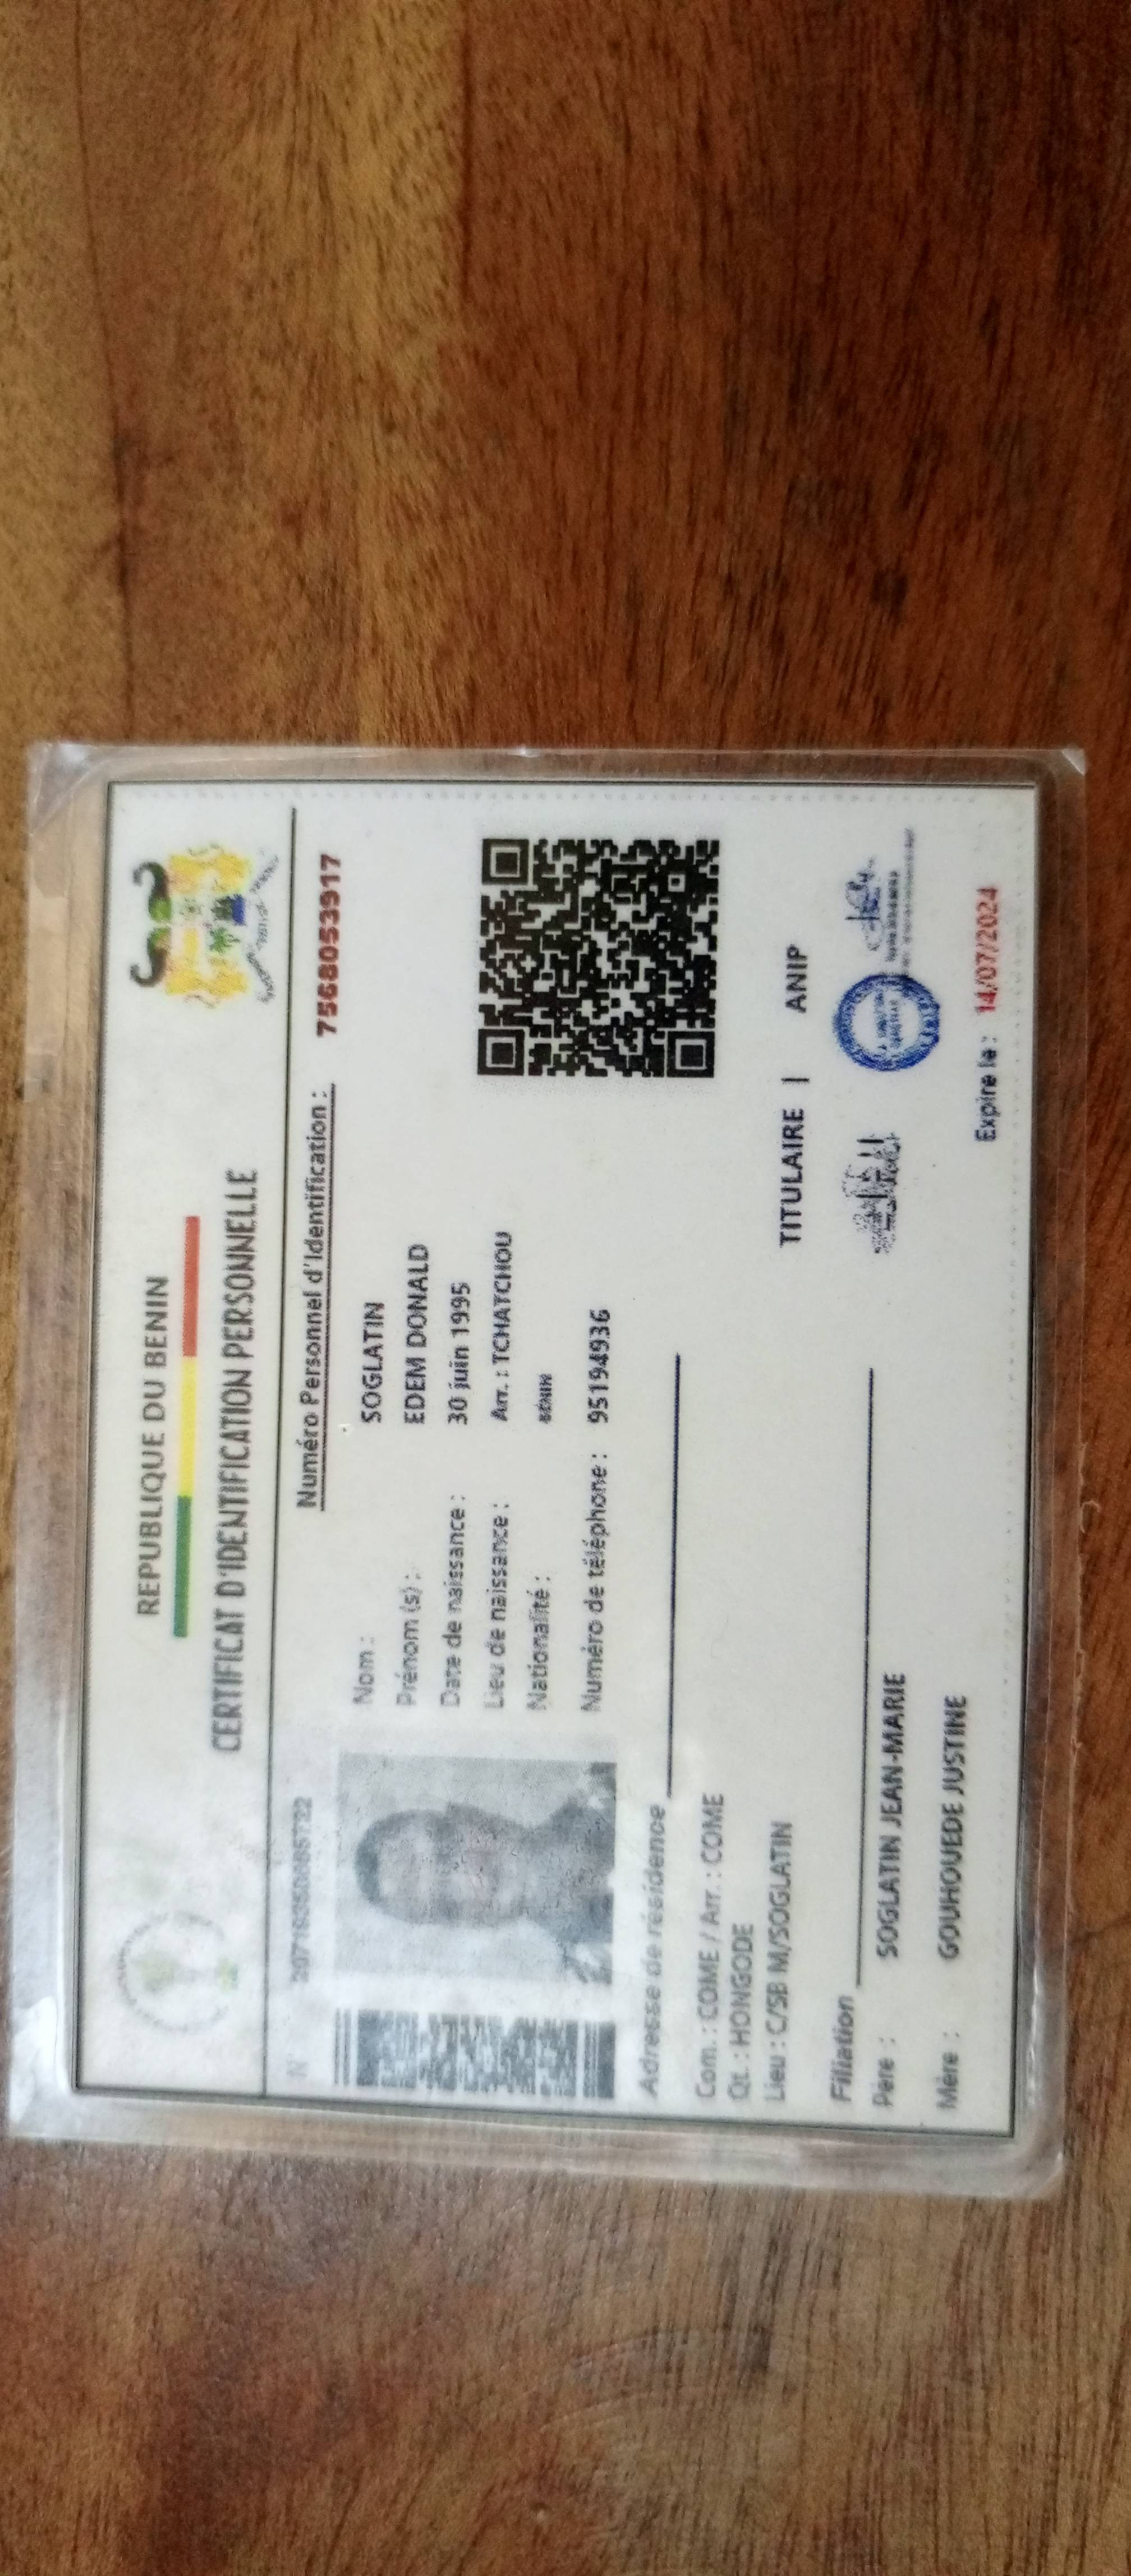 REPUBLIQUE DU BENIN
CERTIFICAT D'IDENTIFICATION PERSONNELLE
Numéro Personnel d'Identification : 7568053917
Nom : SOGLATIN
Prénom (s) : EDEM DONALD
Date de naissance : 30 juin 1995
Lieu de naissance : Arr. : TCHATCHOU
Nationalité : BENIN
Numéro de téléphone : 95194936
Adresse de résidence
Com. : COME / Arr. : COME
Qt. : HONGODE
Lieu : C/SB M/SOGLATIN
TITULAIRE | ANIP
Filiation
Père : SOGLATIN JEAN-MARIE
Mère : GOUHOUEDE JUSTINE
Expire le : 14/07/2024